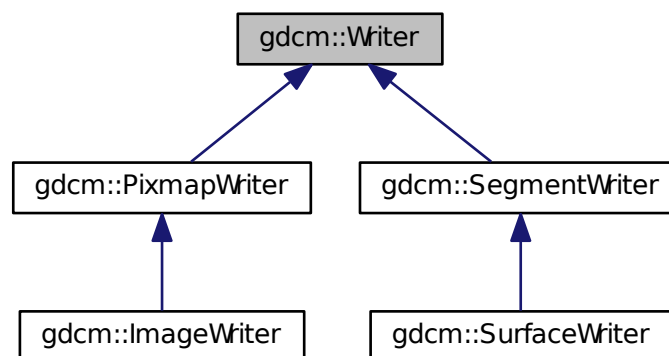 gdcm::Writer
gdcm::PixmapWriter
gdcm::SegmentWriter
gdcm::ImageWriter
gdcm::SurfaceWriter